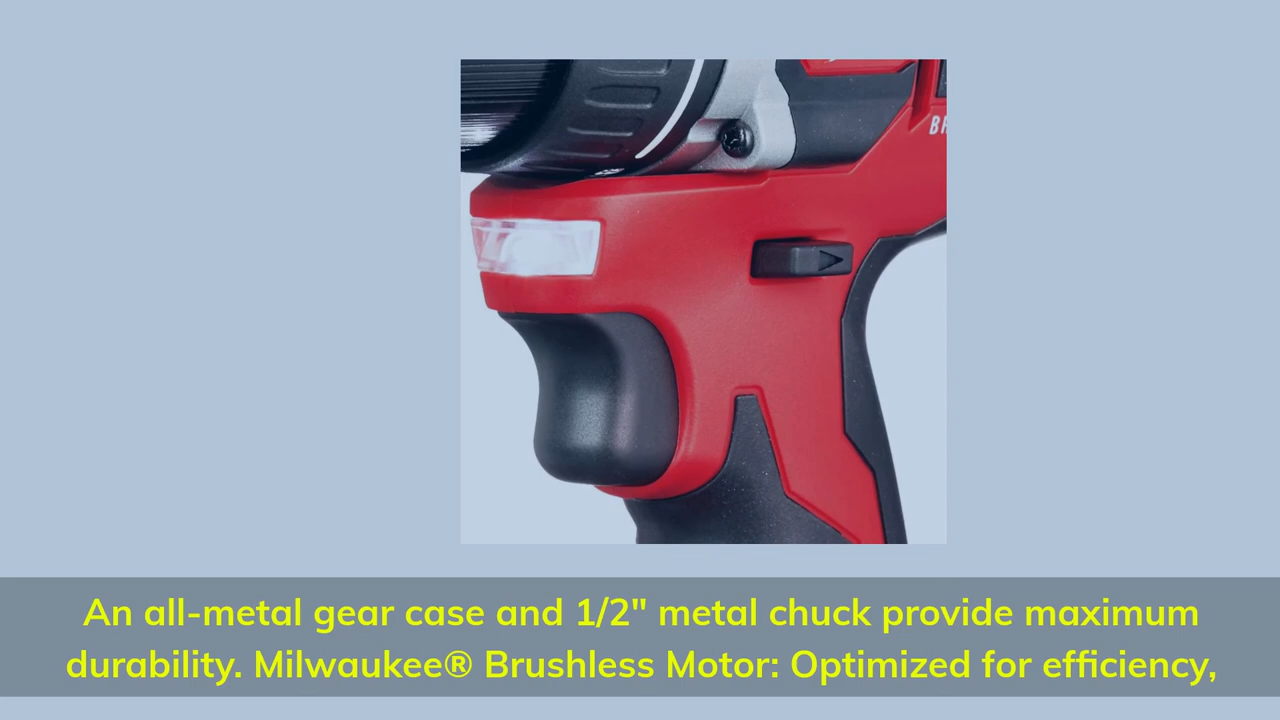 An all-metal gear case and 1/2" metal chuck provide maximum
durability. Milwaukee® Brushless Motor: Optimized for efficiency,